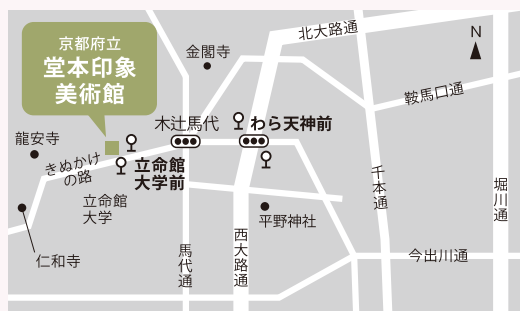 京都府立
堂本印象
美術館
北大路通
N
金閣寺
鞍馬口通
木辻馬代
わら天神前
龍安寺
きぬかけ
の路
立命館
大学前
立命館
大学
千本通
堀川通
平野神社
仁和寺
馬代通
西大路通
今出川通